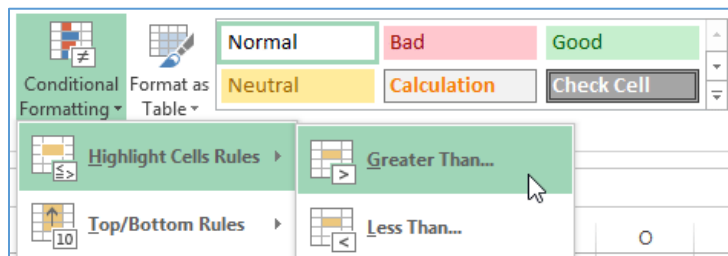 Normal Bad Good
Conditional Formatting Format as Table Neutral Calculation Check Cell
Highlight Cells Rules
Greater Than...
Top/Bottom Rules
10
Less Than...
O